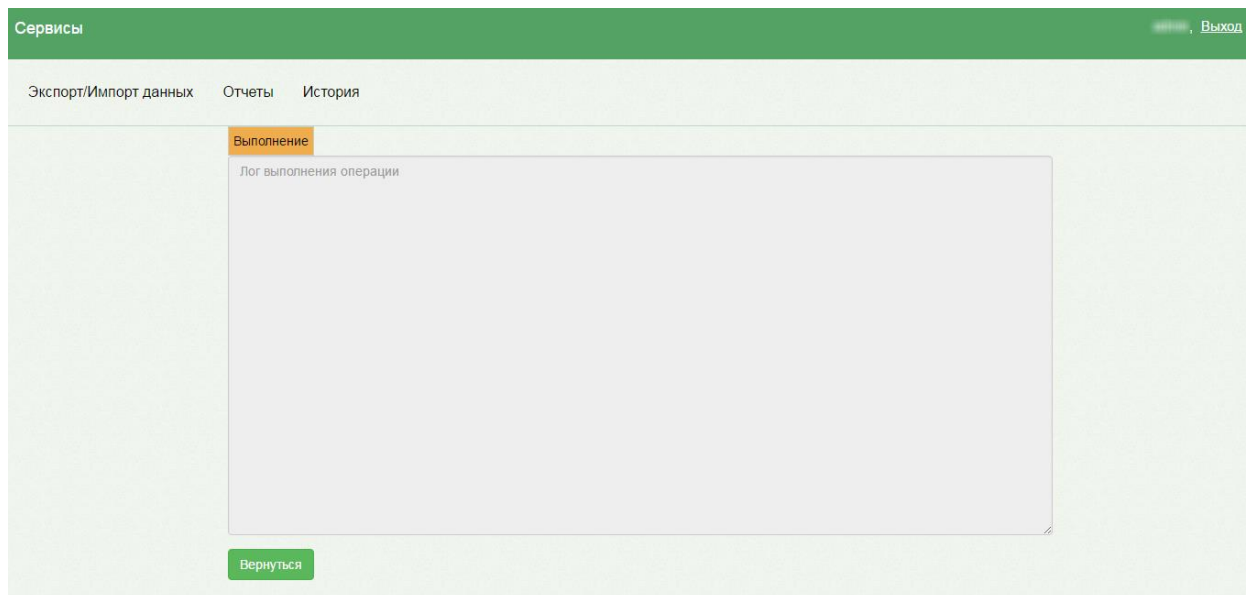 Сервисы
, Выход
Экспорт/Импорт данных Отчеты История
Выполнение
Лог выполнения операции
Вернуться